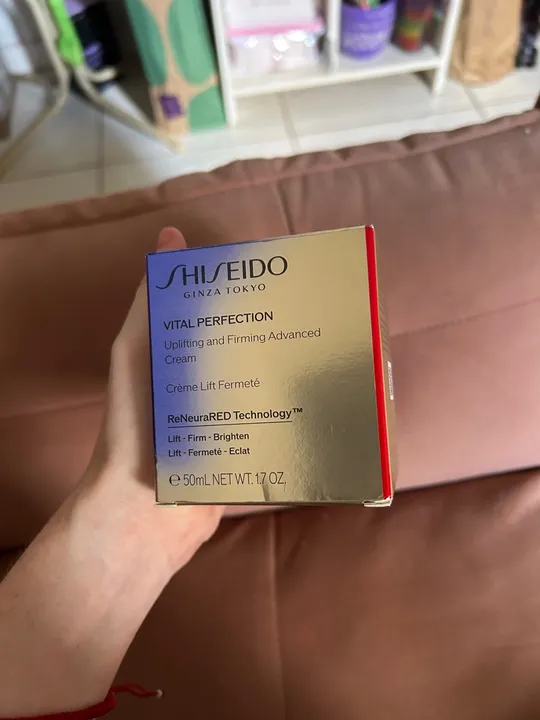 SHISEIDO
GINZA TOKYO
VITAL PERFECTION
Uplifting and Firming Advanced
Cream
Crème Lift Fermeté
ReNeuraRED Technology™
Lift - Firm - Brighten
Lift - Fermeté - Eclat
℮ 50mL NET WT. 1.7 OZ.